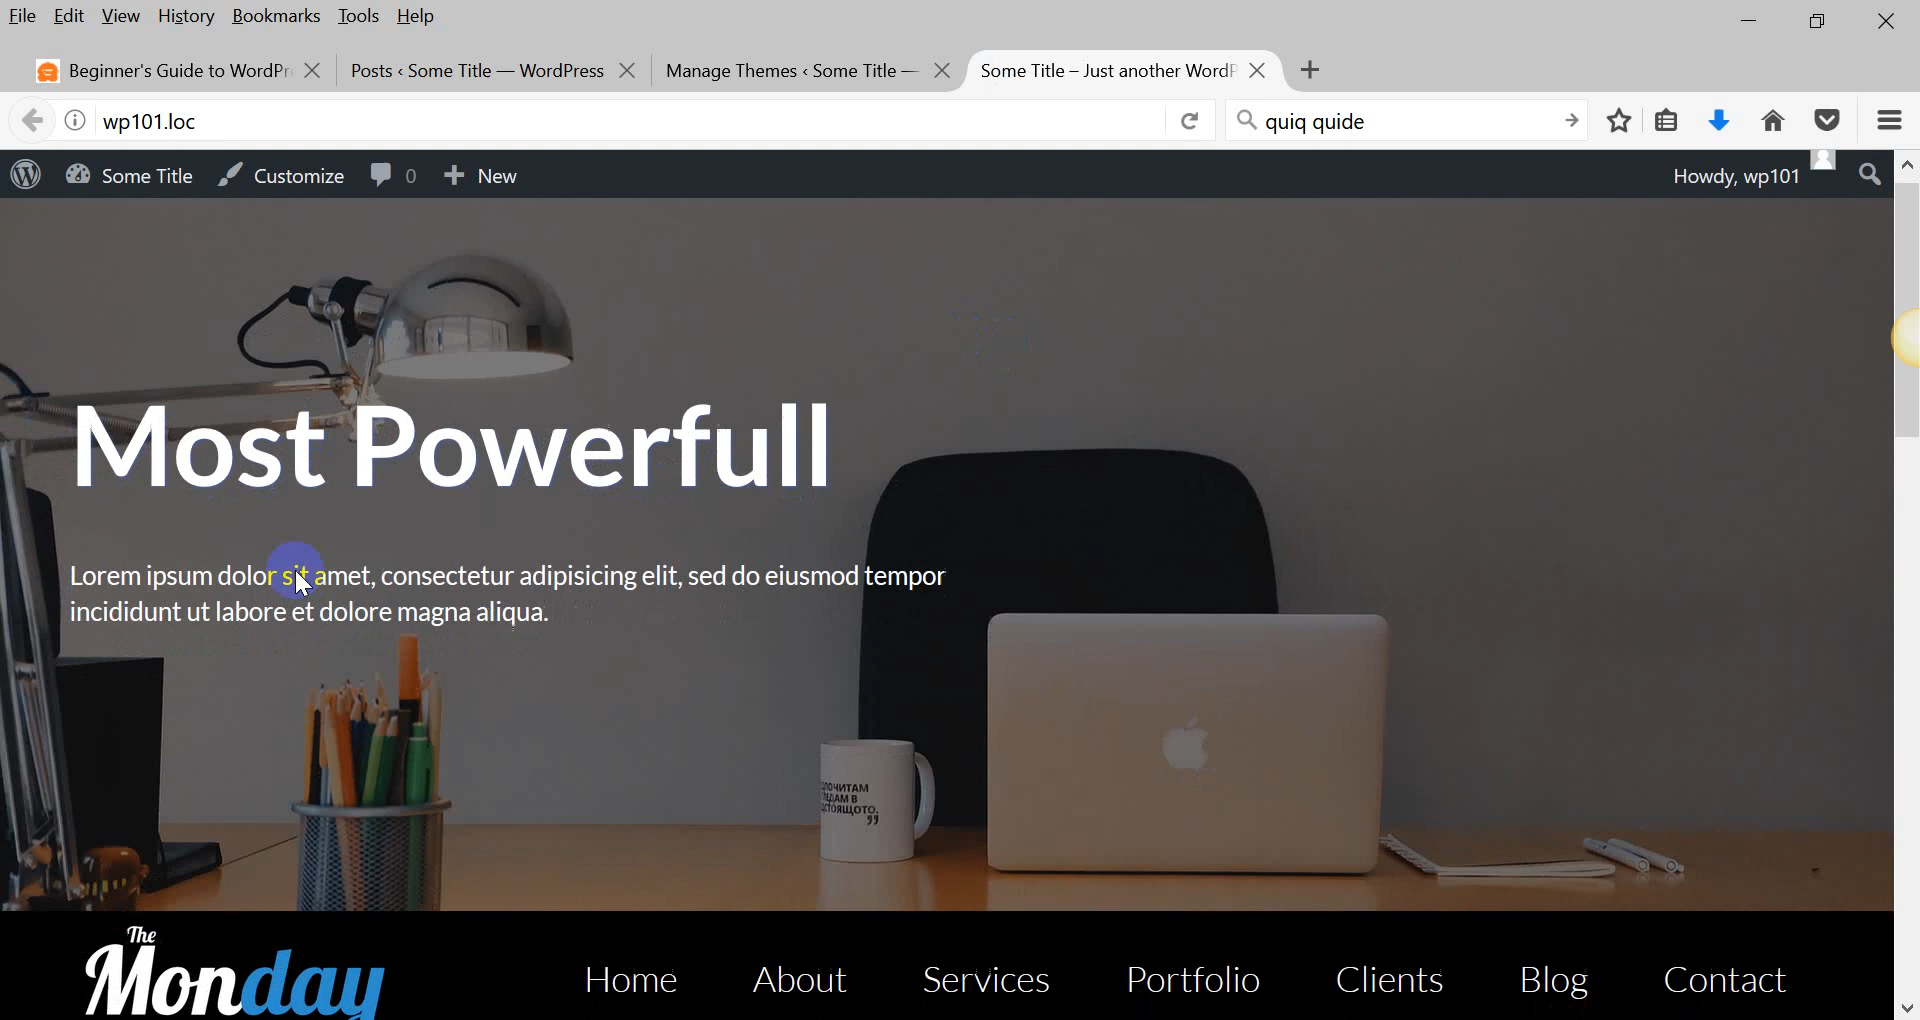 File Edit View History Bookmarks Tools Help
Beginner's Guide to WordPr Posts ‹ Some Title — WordPress Manage Themes ‹ Some Title — Some Title – Just another WordP
wp101.loc quiq quide
Some Title Customize 0 New Howdy, wp101
Most Powerfull
Lorem ipsum dolor sit amet, consectetur adipisicing elit, sed do eiusmod tempor
incididunt ut labore et dolore magna aliqua.
The
Monday
Home About Services Portfolio Clients Blog Contact